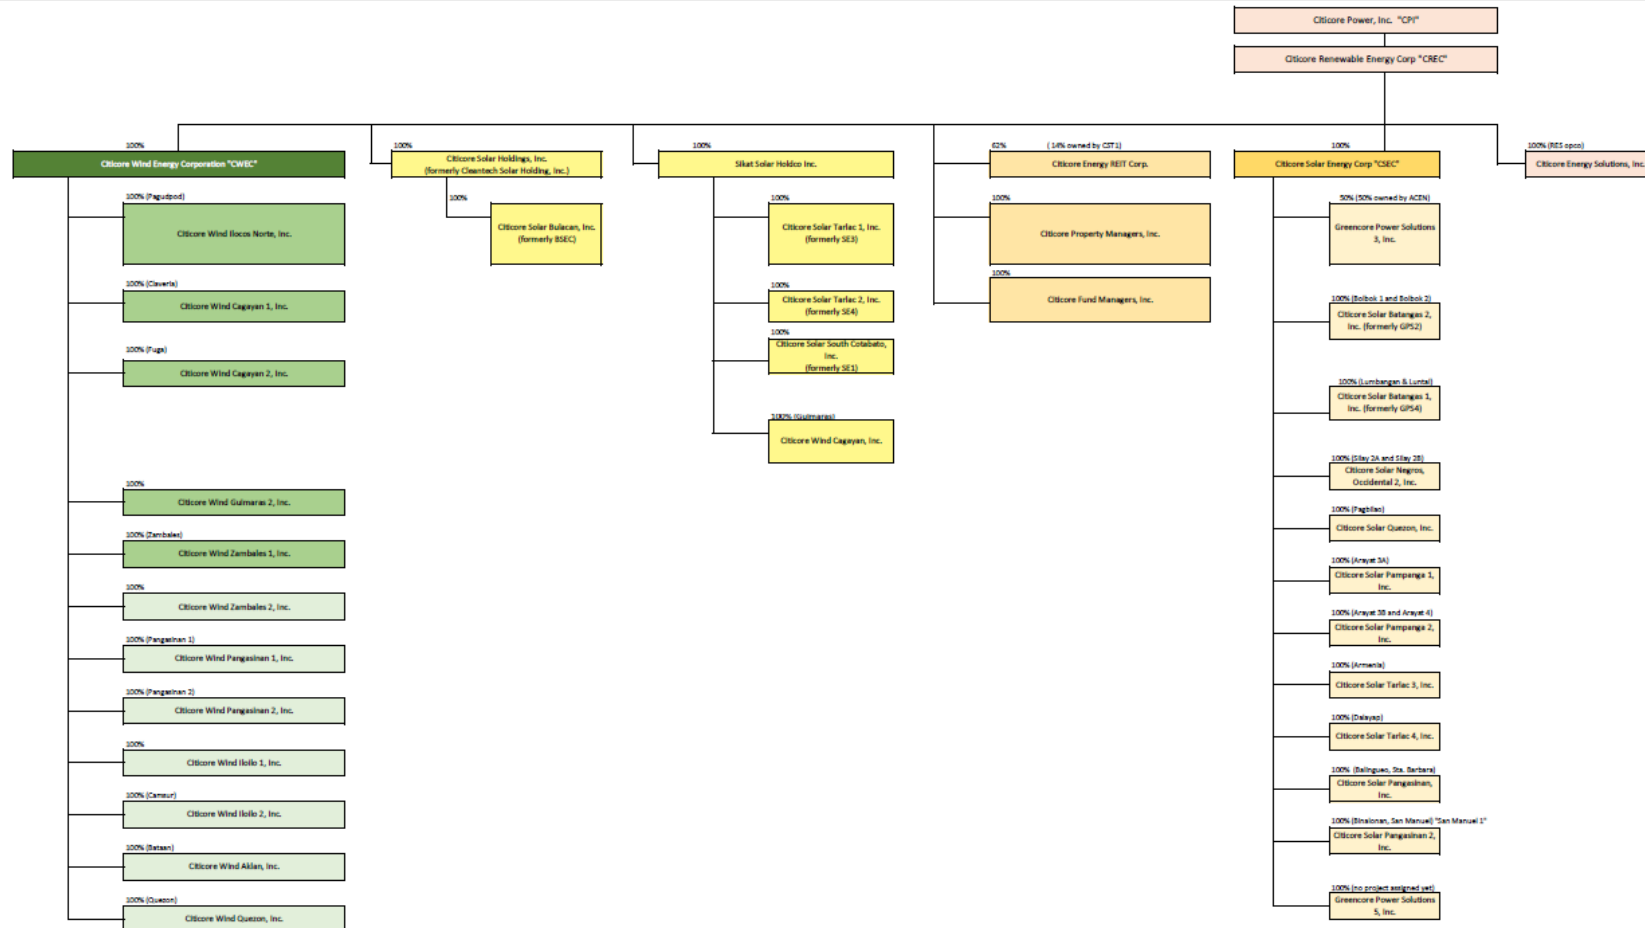 Citicore Power, Inc. "CPI"
Citicore Renewable Energy Corp "CREC"
100%
Citicore Wind Energy Corporation "CWEC"
100% (Pagudpod)
Citicore Wind Ilocos Norte, Inc.
100% (Claveria)
Citicore Wind Cagayan 1, Inc.
100% (Fuga)
Citicore Wind Cagayan 2, Inc.
100%
Citicore Wind Guimaras 2, Inc.
100% (Zambales)
Citicore Wind Zambales 1, Inc.
100%
Citicore Wind Zambales 2, Inc.
100% (Pangasinan 1)
Citicore Wind Pangasinan 1, Inc.
100% (Pangasinan 2)
Citicore Wind Pangasinan 2, Inc.
100%
Citicore Wind Iloilo 1, Inc.
100% (Camsur)
Citicore Wind Iloilo 2, Inc.
100% (Bataan)
Citicore Wind Aklan, Inc.
100% (Quezon)
Citicore Wind Quezon, Inc.
100%
Citicore Solar Holdings, Inc.
(formerly Cleantech Solar Holding, Inc.)
100%
Citicore Solar Bulacan, Inc.
(formerly BSEC)
100%
Sikat Solar Holdco Inc.
100%
Citicore Solar Tarlac 1, Inc.
(formerly SE3)
100%
Citicore Solar Tarlac 2, Inc.
(formerly SE4)
100%
Citicore Solar South Cotabato,
Inc.
(formerly SE1)
100% (Guimaras)
Citicore Wind Cagayan, Inc.
62% (14% owned by CST1)
Citicore Energy REIT Corp.
100%
Citicore Property Managers, Inc.
100%
Citicore Fund Managers, Inc.
100%
Citicore Solar Energy Corp "CSEC"
50% (50% owned by ACEN)
Greencore Power Solutions
3, Inc.
100% (Bolbok 1 and Bolbok 2)
Citicore Solar Batangas 2,
Inc. (formerly GPS2)
100% (Lumbangan & Luntal)
Citicore Solar Batangas 1,
Inc. (formerly GPS4)
100% (Silay 2A and Silay 2B)
Citicore Solar Negros,
Occidental 2, Inc.
100% (Pagbilao)
Citicore Solar Quezon, Inc.
100% (Arayat 3A)
Citicore Solar Pampanga 1,
Inc.
100% (Arayat 3B and Arayat 4)
Citicore Solar Pampanga 2,
Inc.
100% (Armenia)
Citicore Solar Tarlac 3, Inc.
100% (Dalayap)
Citicore Solar Tarlac 4, Inc.
100% (Balingueo, Sta. Barbara)
Citicore Solar Pangasinan,
Inc.
100% (Binalonan, San Manuel) "San Manuel 1"
Citicore Solar Pangasinan 2,
Inc.
100% (no project assigned yet)
Greencore Power Solutions
5, Inc.
100% (RES opco)
Citicore Energy Solutions, Inc.